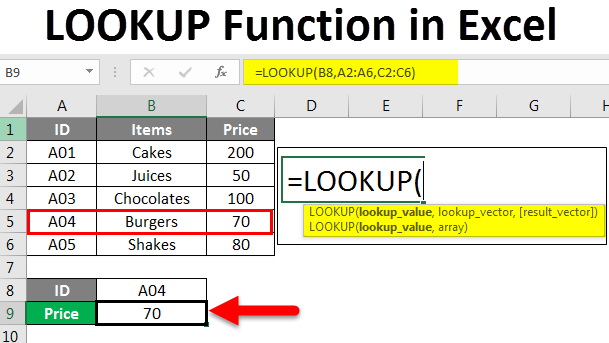 LOOKUP Function in Excel
B9 fx =LOOKUP(B8,A2:A6,C2:C6)
A B C D E F G H
1 ID Items Price
2 A01 Cakes 200
3 A02 Juices 50
4 A03 Chocolates 100
5 A04 Burgers 70
6 A05 Shakes 80
=LOOKUP(
LOOKUP(lookup_value, lookup_vector, [result_vector])
LOOKUP(lookup_value, array)
7
8 ID A04
9 Price 70
10